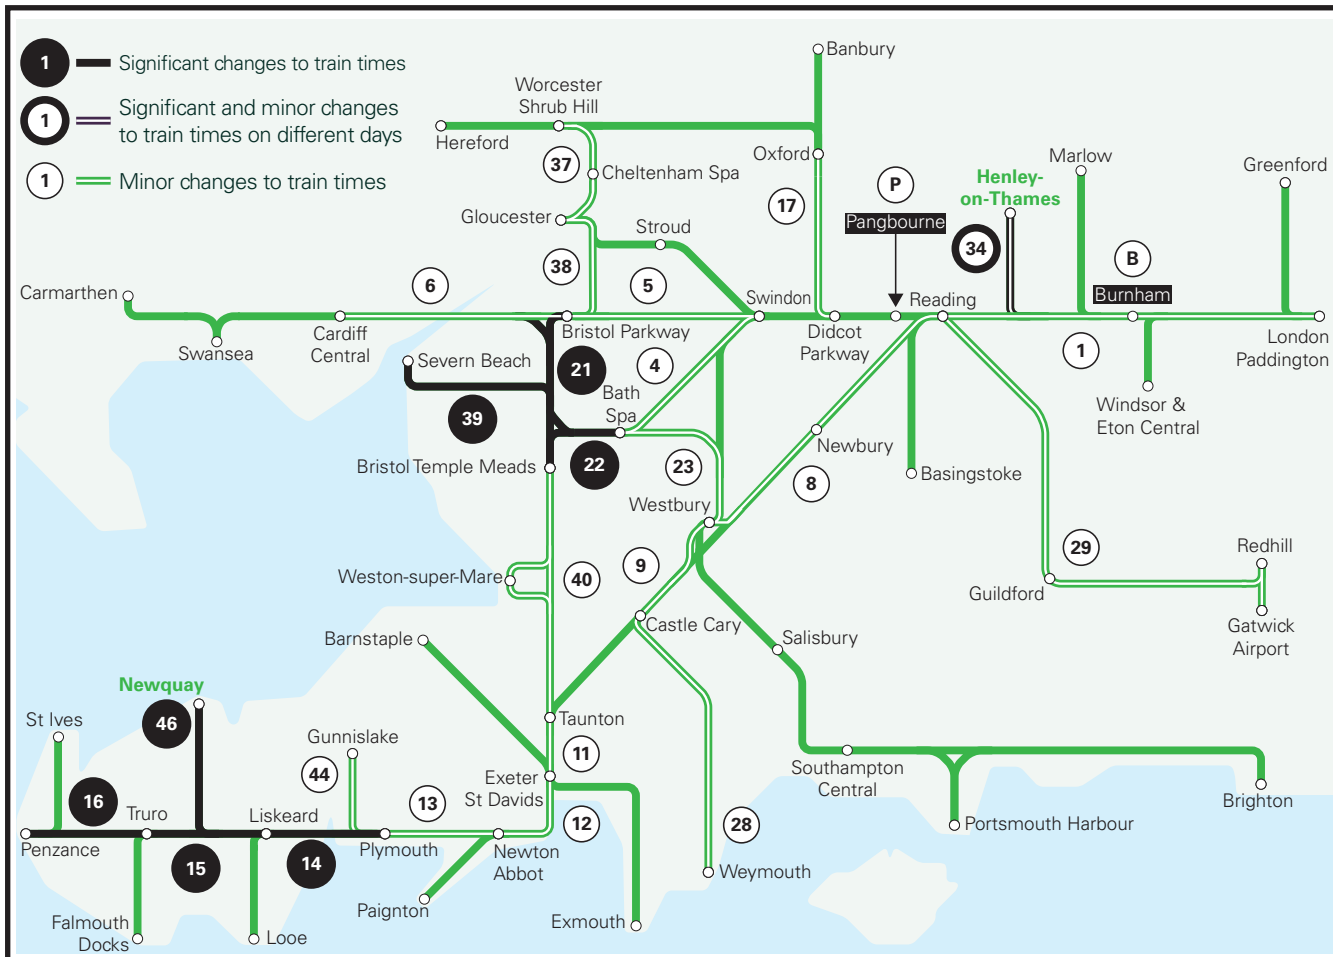 1
Significant changes to train times
1
Significant and minor changes
to train times on different days
1
Minor changes to train times
Banbury
Worcester
Shrub Hill
Hereford
37
Cheltenham Spa
Oxford
Marlow
Greenford
Henley-
on-Thames
P
Pangbourne
17
Gloucester
Stroud
34
38
B
Burnham
Carmarthen
6
5
Swindon
Reading
Swansea
Cardiff
Central
Bristol Parkway
Didcot
Parkway
London
Paddington
1
Severn Beach
21
4
Bath
Spa
39
Windsor &
Eton Central
Newbury
Bristol Temple Meads
22
23
8
Basingstoke
Westbury
29
Redhill
Weston-super-Mare
40
9
Guildford
Castle Cary
Gatwick
Airport
Barnstaple
Salisbury
Newquay
St Ives
46
Taunton
Gunnislake
11
44
Exeter
St Davids
Southampton
Central
Brighton
16
Truro
Liskeard
13
12
28
Portsmouth Harbour
Penzance
15
14
Plymouth
Newton
Abbot
Weymouth
Paignton
Falmouth
Docks
Looe
Exmouth